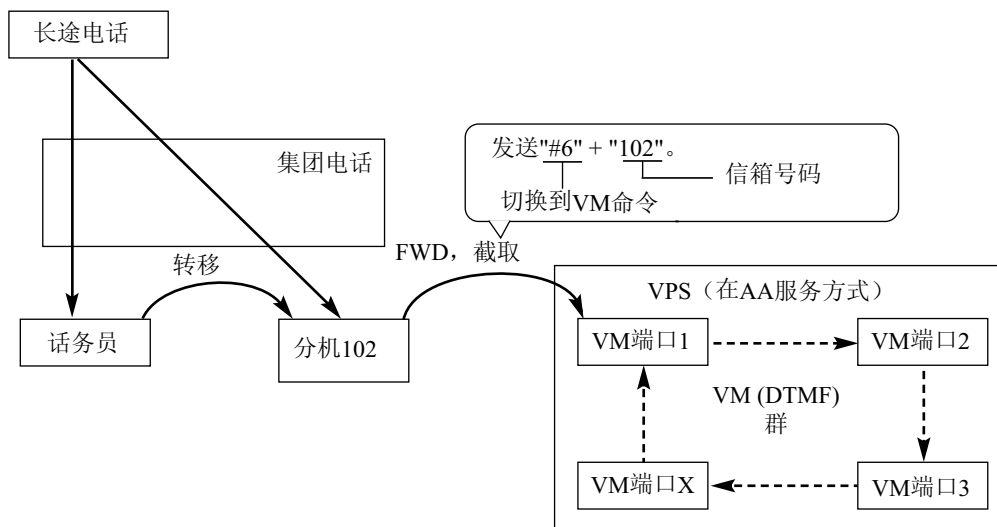 长途电话
集团电话
发送"#6" + "102"。
信箱号码
切换到VM命令
FWD，截取
转移
VPS（在AA服务方式）
话务员
分机102
VM端口1
VM端口2
VM (DTMF)
群
VM端口X
VM端口3